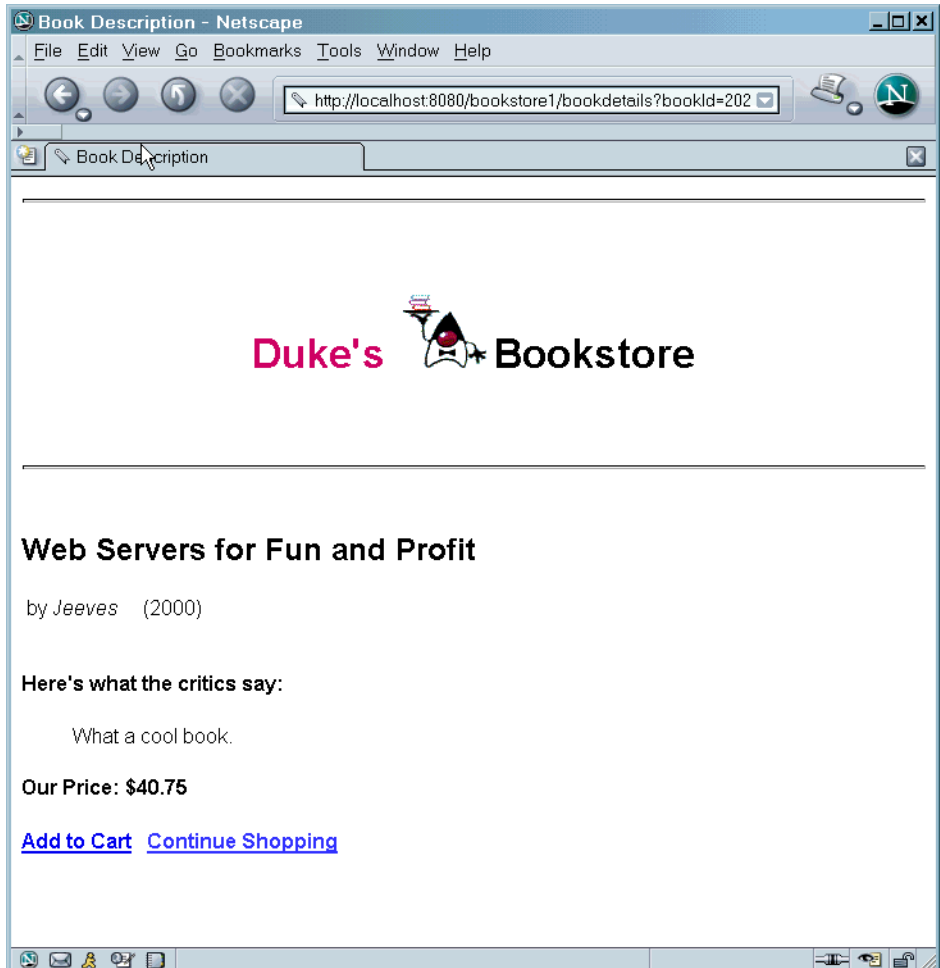 Book Description - Netscape
File Edit View Go Bookmarks Tools Window Help
http://localhost:8080/bookstore1/bookdetails?bookId=202
N
Book Description
Duke's Bookstore
Web Servers for Fun and Profit
by Jeeves (2000)
Here's what the critics say:
What a cool book.
Our Price: $40.75
Add to Cart Continue Shopping